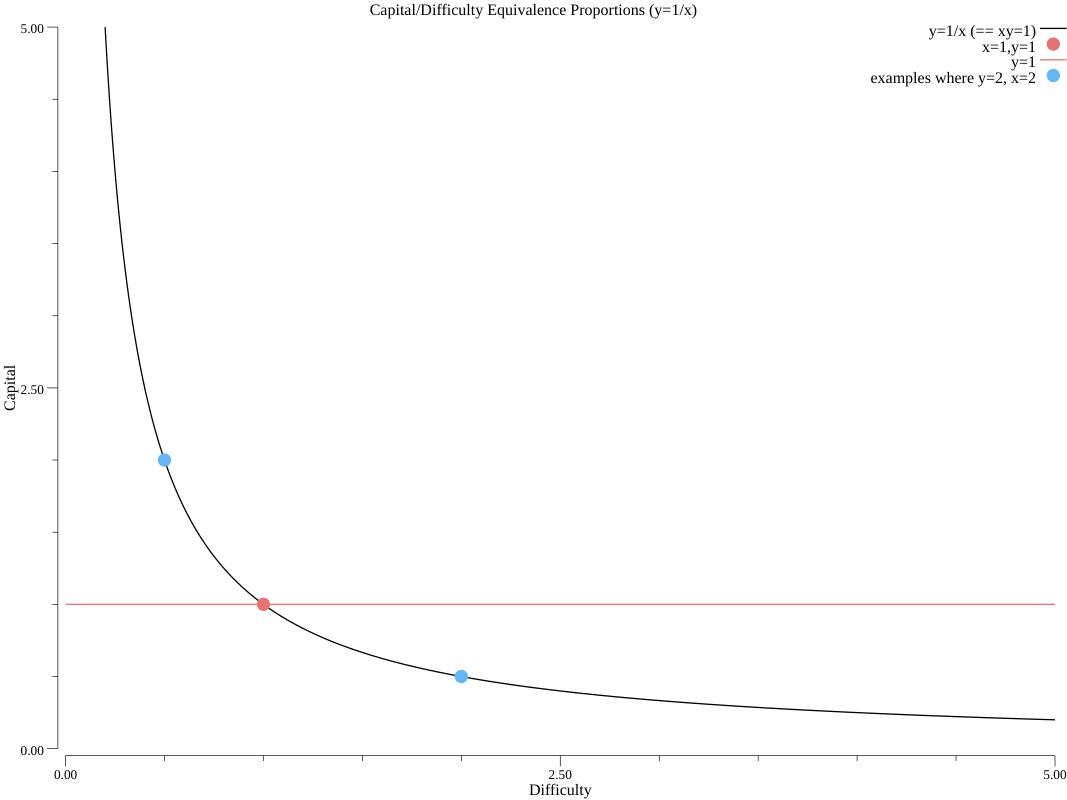 Capital/Difficulty Equivalence Proportions (y=1/x)
y=1/x (== xy=1)
x=1,y=1
y=1
examples where y=2, x=2
5.00
2.50
0.00
Capital
0.00
2.50
5.00
Difficulty